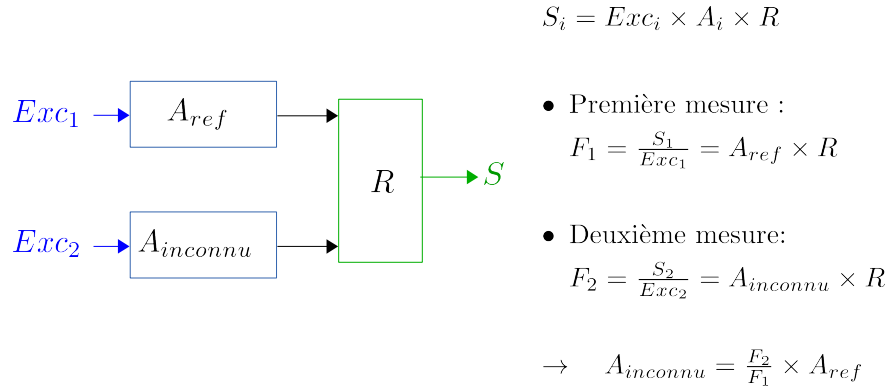 S_i = Exc_i × A_i × R
Exc_1
A_ref
Exc_2
A_inconnu
R
S
• Première mesure :
F_1 = S_1/Exc_1 = A_ref × R
• Deuxième mesure:
F_2 = S_2/Exc_2 = A_inconnu × R
→ A_inconnu = F_2/F_1 × A_ref